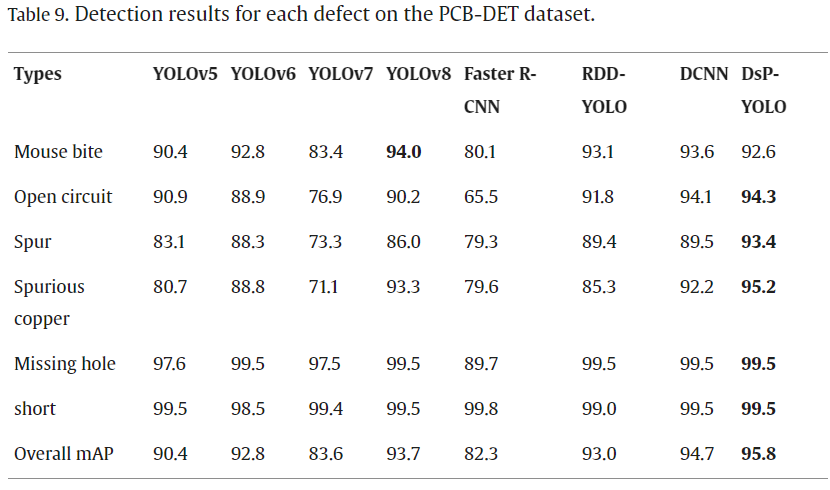 Table 9. Detection results for each defect on the PCB-DET dataset.
Types YOLOv5 YOLOv6 YOLOv7 YOLOv8 Faster R- RDD- DCNN DsP-
CNN YOLO YOLO
Mouse bite 90.4 92.8 83.4 94.0 80.1 93.1 93.6 92.6
Open circuit 90.9 88.9 76.9 90.2 65.5 91.8 94.1 94.3
Spur 83.1 88.3 73.3 86.0 79.3 89.4 89.5 93.4
Spurious 80.7 88.8 71.1 93.3 79.6 85.3 92.2 95.2
copper
Missing hole 97.6 99.5 97.5 99.5 89.7 99.5 99.5 99.5
short 99.5 98.5 99.4 99.5 99.8 99.0 99.5 99.5
Overall mAP 90.4 92.8 83.6 93.7 82.3 93.0 94.7 95.8